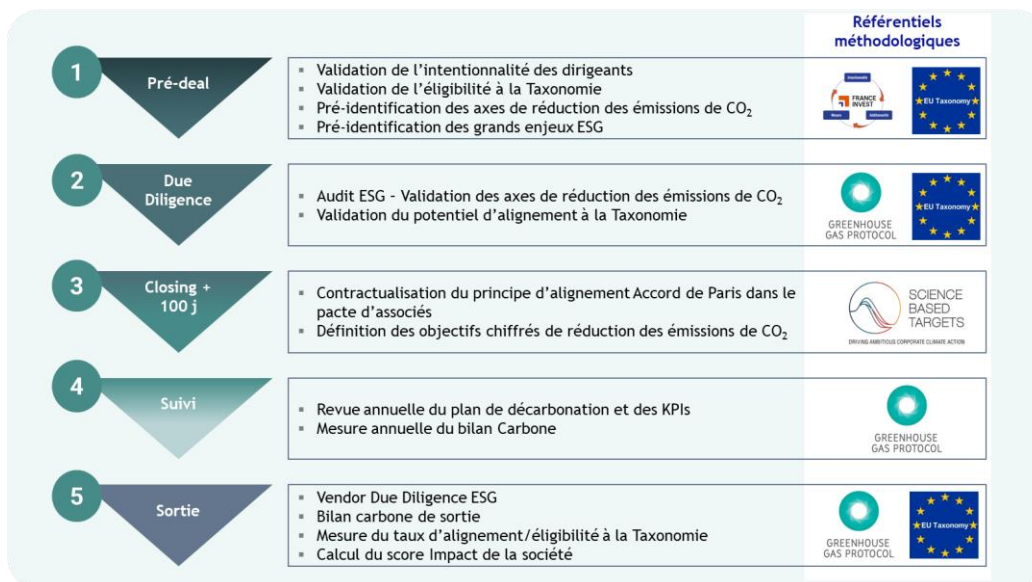 Référentiels
méthodologiques
1
Pré-deal
Validation de l'intentionnalité des dirigeants
Validation de l'éligibilité à la Taxonomie
Pré-identification des axes de réduction des émissions de CO₂
Pré-identification des grands enjeux ESG
FRANCE
INVEST
EU Taxonomy
2
Due
Diligence
Audit ESG - Validation des axes de réduction des émissions de CO₂
Validation du potentiel d'alignement à la Taxonomie
GREENHOUSE
GAS PROTOCOL
EU Taxonomy
3
Closing +
100 j
Contractualisation du principe d'alignement Accord de Paris dans le
pacte d'associés
Définition des objectifs chiffrés de réduction des émissions de CO₂
SCIENCE
BASED
TARGETS
DRIVING AMBITIOUS CORPORATE CLIMATE ACTION
4
Suivi
Revue annuelle du plan de décarbonation et des KPIs
Mesure annuelle du bilan Carbone
GREENHOUSE
GAS PROTOCOL
5
Sortie
Vendor Due Diligence ESG
Bilan carbone de sortie
Mesure du taux d'alignement/éligibilité à la Taxonomie
Calcul du score Impact de la société
GREENHOUSE
GAS PROTOCOL
EU Taxonomy